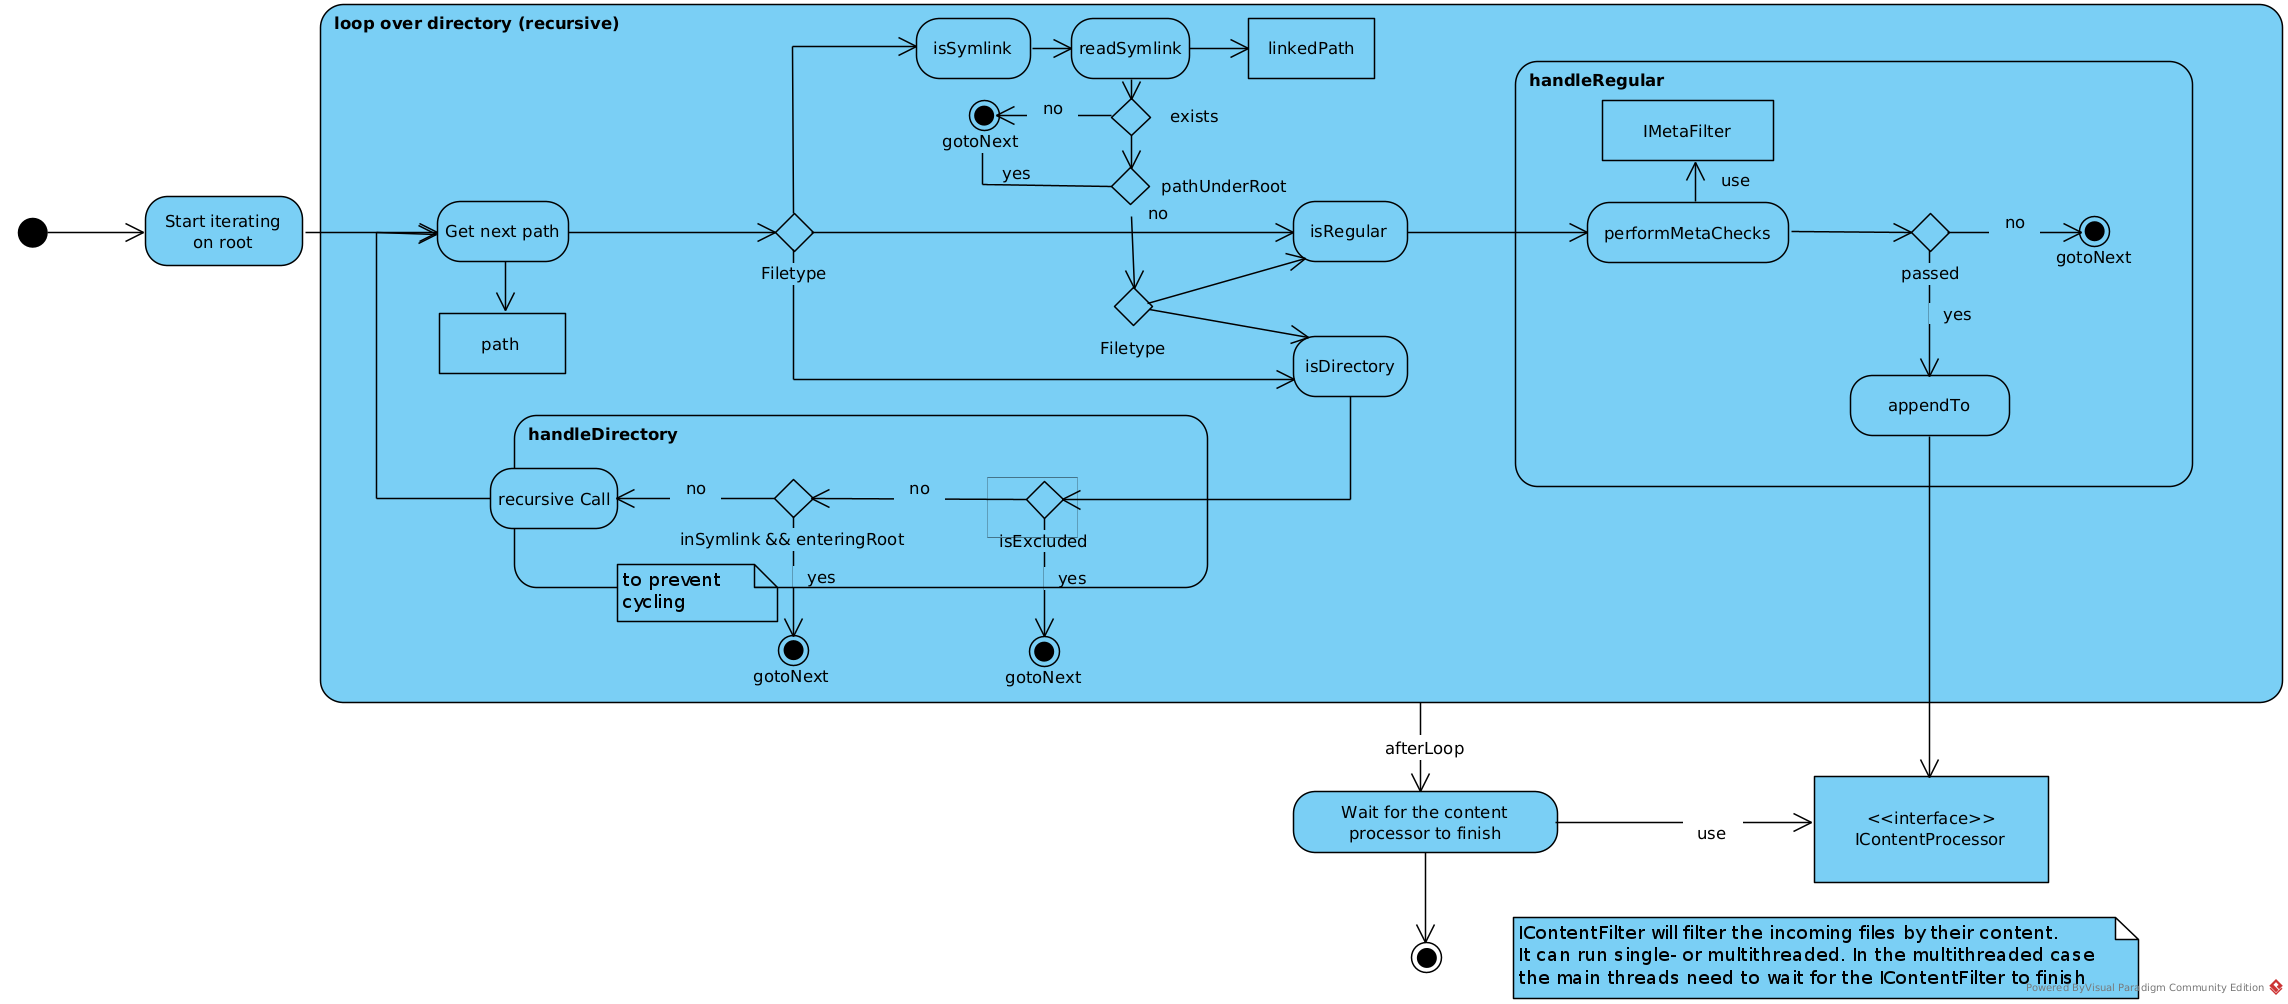 loop over directory (recursive)
isSymlink
readSymlink
linkedPath
handleRegular
no
exists
gotoNext
IMetaFilter
yes
pathUnderRoot
use
no
Start iterating
on root
Get next path
Filetype
isRegular
performMetaChecks
passed
no
gotoNext
path
Filetype
isDirectory
yes
appendTo
handleDirectory
recursive Call
no
inSymlink && enteringRoot
no
isExcluded
to prevent
cycling
yes
yes
gotoNext
gotoNext
afterLoop
Wait for the content
processor to finish
use
<<interface>>
IContentProcessor
IContentFilter will filter the incoming files by their content.
It can run single- or multithreaded. In the multithreaded case
the main threads need to wait for the IContentFilter to finish
Powered ByVisual Paradigm Community Edition